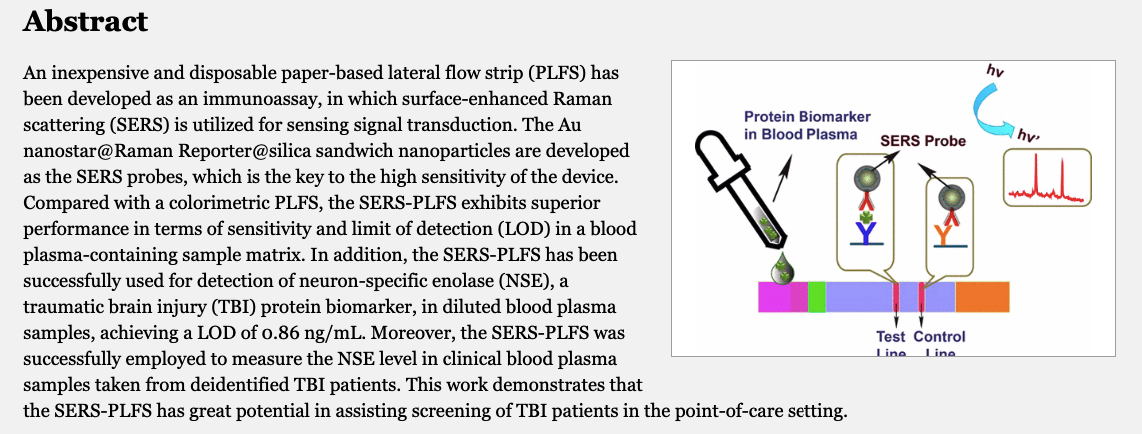 Abstract
An inexpensive and disposable paper-based lateral flow strip (PLFS) has
been developed as an immunoassay, in which surface-enhanced Raman
scattering (SERS) is utilized for sensing signal transduction. The Au
nanostar@Raman Reporter@silica sandwich nanoparticles are developed
as the SERS probes, which is the key to the high sensitivity of the device.
Compared with a colorimetric PLFS, the SERS-PLFS exhibits superior
performance in terms of sensitivity and limit of detection (LOD) in a blood
plasma-containing sample matrix. In addition, the SERS-PLFS has been
successfully used for detection of neuron-specific enolase (NSE), a
traumatic brain injury (TBI) protein biomarker, in diluted blood plasma
samples, achieving a LOD of 0.86 ng/mL. Moreover, the SERS-PLFS was
successfully employed to measure the NSE level in clinical blood plasma
samples taken from deidentified TBI patients. This work demonstrates that
the SERS-PLFS has great potential in assisting screening of TBI patients in the point-of-care setting.
hv
Protein Biomarker
in Blood Plasma
SERS Probe
hv'
Test Control
Line Line